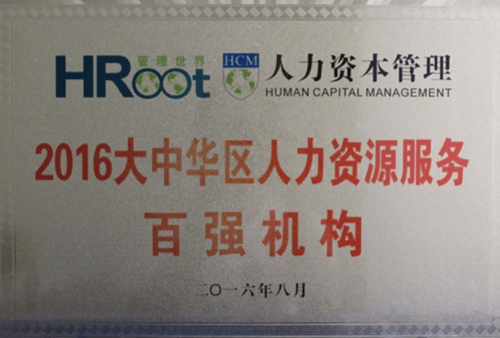 管理世界
HRoot
HCM
人力资本管理
HUMAN CAPITAL MANAGEMENT
2016大中华区人力资源服务
百强机构
二〇一六年八月